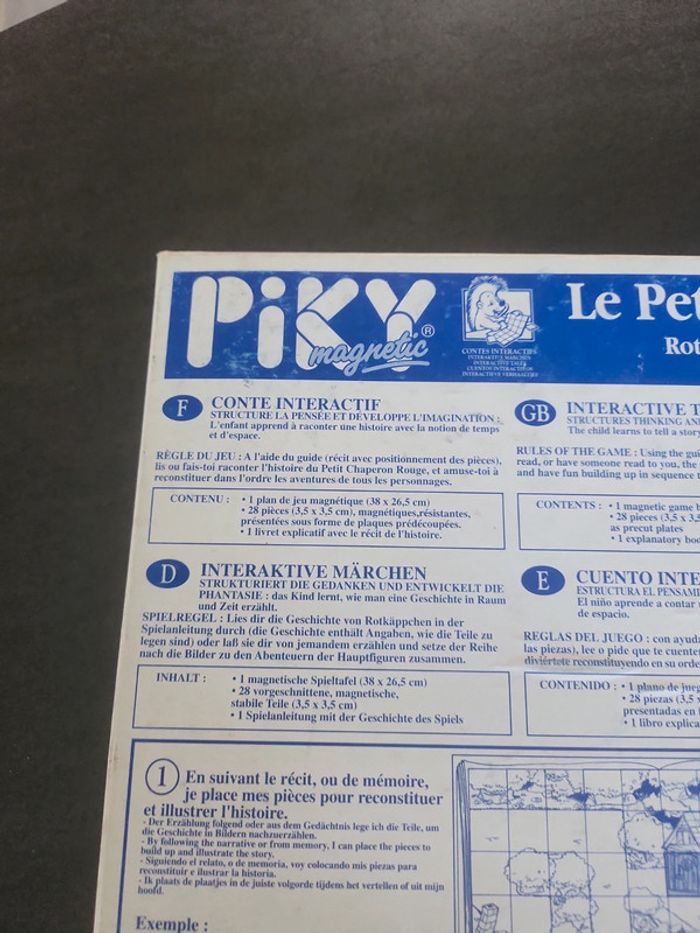 PiKY
magnetic®
CONTES INTERACTIFS
INTERAKTIVE MÄRCHEN
INTERACTIVE TALES
CUENTOS INTERACTIVOS
INTERACTIEVE VERHAALTJES
Le Pet
Rot
F CONTE INTERACTIF
STRUCTURE LA PENSÉE ET DÉVELOPPE L'IMAGINATION :
L'enfant apprend à raconter une histoire avec la notion de temps
et d'espace.
RÈGLE DU JEU : A l'aide du guide (récit avec positionnement des pièces),
lis ou fais-toi raconter l'histoire du Petit Chaperon Rouge, et amuse-toi à
reconstituer dans l'ordre les aventures de tous les personnages.
CONTENU : • 1 plan de jeu magnétique (38 x 26,5 cm)
• 28 pièces (3,5 x 3,5 cm), magnétiques,résistantes,
présentées sous forme de plaques prédécoupées.
• 1 livret explicatif avec le récit de l'histoire.
GB INTERACTIVE T
STRUCTURES THINKING AN
The child learns to tell a story
RULES OF THE GAME : Using the gui
read, or have someone read to you, the
and have fun building up in sequence t
CONTENTS : • 1 magnetic game b
• 28 pieces (3,5 x 3,5
as precut plates
• 1 explanatory boo
D INTERAKTIVE MÄRCHEN
STRUKTURIERT DIE GEDANKEN UND ENTWICKELT DIE
PHANTASIE : das Kind lernt, wie man eine Geschichte in Raum
und Zeit erzählt.
SPIELREGEL : Lies dir die Geschichte von Rotkäppchen in der
Spielanleitung durch (die Geschichte enthält Angaben, wie die Teile zu
legen sind) oder laß sie dir von jemandem erzählen und setze der Reihe
nach die Bilder zu den Abenteuern der Hauptfiguren zusammen.
INHALT : • 1 magnetische Spieltafel (38 x 26,5 cm)
• 28 vorgeschnittene, magnetische,
stabile Teile (3,5 x 3,5 cm)
• 1 Spielanleitung mit der Geschichte des Spiels
E CUENTO INTE
ESTRUCTURA EL PENSAM
El niño aprende a contar
de espacio.
REGLAS DEL JUEGO : con ayud
las piezas), lee o pide que te cuente
diviértete reconstituyendo en su orde
CONTENIDO : • 1 plano de jue
• 28 piezas (3,5 x
presentadas en
• 1 libro explica
1 En suivant le récit, ou de mémoire,
je place mes pièces pour reconstituer
et illustrer l'histoire.
- Der Erzählung folgend oder aus dem Gedächtnis lege ich die Teile, um
die Geschichte in Bildern nachzuerzählen.
- By following the narrative or from memory, I can place the pieces to
build up and illustrate the story.
- Siguiendo el relato, o de memoria, voy colocando mis piezas para
reconstituir e ilustrar la historia.
- Ik plaats de plaatjes in de juiste volgorde tijdens het vertellen of uit mijn
hoofd.
Exemple :